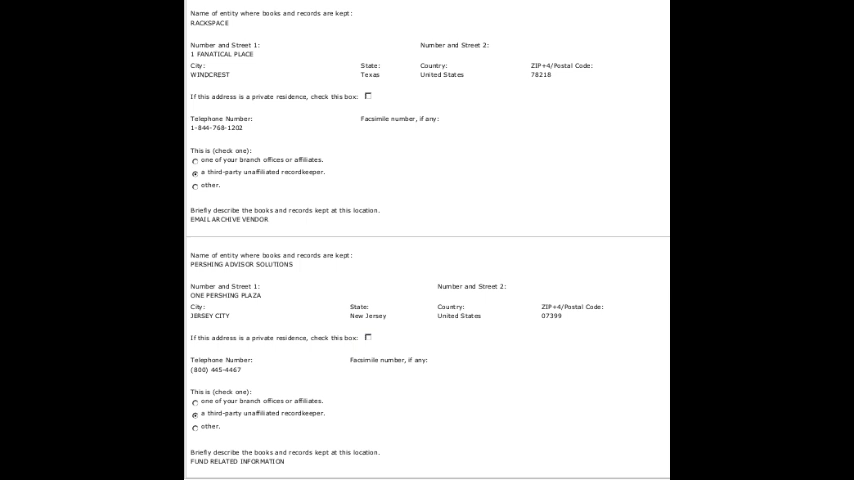 Name of entity where books and records are kept:
RACKSPACE
Number and Street 1: Number and Street 2:
1 FANATICAL PLACE
City: State: Country: ZIP+4/Postal Code:
WINDCREST Texas United States 78218
If this address is a private residence, check this box:
Telephone Number: Facsimile number, if any:
1-844-768-1202
This is (check one):
one of your branch offices or affiliates.
a third-party unaffiliated recordkeeper.
other.
Briefly describe the books and records kept at this location.
EMAIL ARCHIVE VENDOR
Name of entity where books and records are kept:
PERSHING ADVISOR SOLUTIONS
Number and Street 1: Number and Street 2:
ONE PERSHING PLAZA
City: State: Country: ZIP+4/Postal Code:
JERSEY CITY New Jersey United States 07399
If this address is a private residence, check this box:
Telephone Number: Facsimile number, if any:
(800) 445-4467
This is (check one):
one of your branch offices or affiliates.
a third-party unaffiliated recordkeeper.
other.
Briefly describe the books and records kept at this location.
FUND RELATED INFORMATION